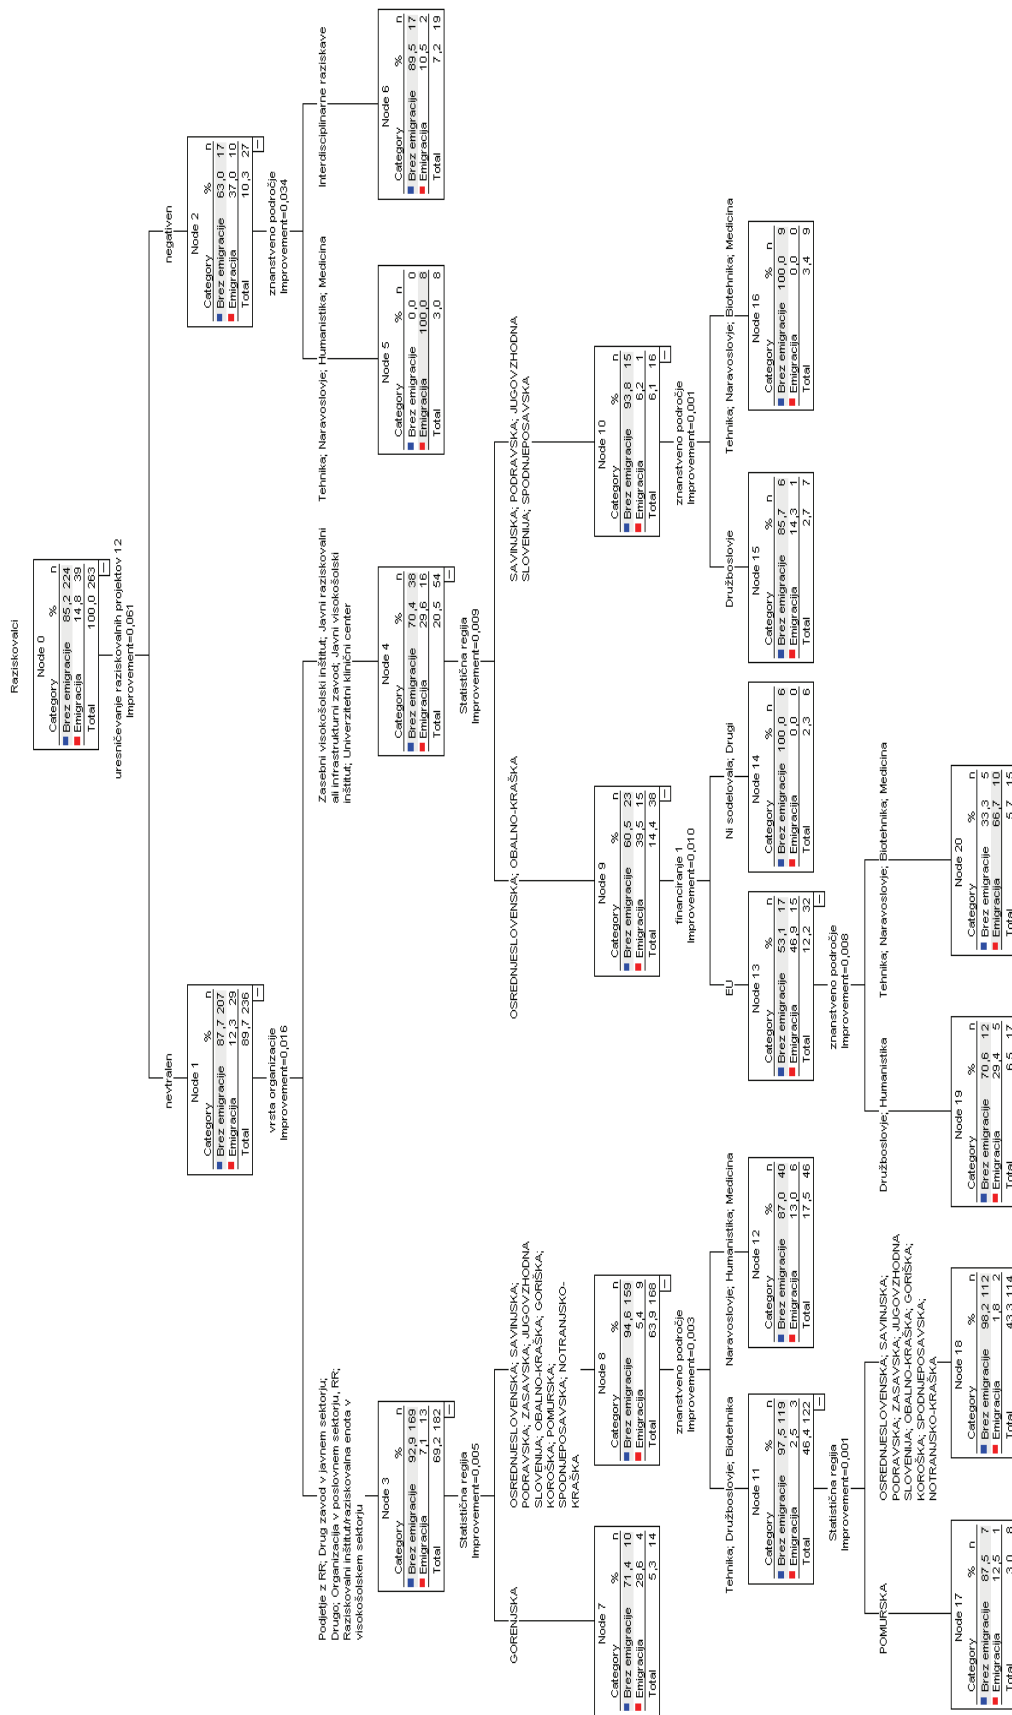 Raziskovalci
Node 0
Category % n
Brez emigracije 85,2 224
Emigracija 14,8 39
Total 100,0 263
uresničevanje raziskovalnih projektov 12
Improvement=0,061
nevtralen
negativen
Node 1
Category % n
Brez emigracije 87,7 207
Emigracija 12,3 29
Total 89,7 236
vrsta organizacije
Improvement=0,016
Node 2
Category % n
Brez emigracije 63,0 17
Emigracija 37,0 10
Total 10,3 27
znanstveno področje
Improvement=0,034
Podjetje z RR; Drug zavod v javnem sektorju;
Drugo; Organizacija v poslovnem sektorju, RR;
Raziskovalni inštitut/raziskovalna enota v
visokošolskem sektorju
Zasebni visokošolski inštitut; Javni raziskovalni
ali infrastrukturni zavod; Javni visokošolski
inštitut; Univerzitetni klinični center
Tehnika; Naravoslovje; Humanistika; Medicina
Interdisciplinarne raziskave
Node 3
Category % n
Brez emigracije 92,9 169
Emigracija 7,1 13
Total 69,2 182
Statistična regija
Improvement=0,005
Node 4
Category % n
Brez emigracije 70,4 38
Emigracija 29,6 16
Total 20,5 54
Statistična regija
Improvement=0,009
Node 5
Category % n
Brez emigracije 0,0 0
Emigracija 100,0 8
Total 3,0 8
Node 6
Category % n
Brez emigracije 89,5 17
Emigracija 10,5 2
Total 7,2 19
GORENJSKA
OSREDNJESLOVENSKA; SAVINJSKA;
PODRAVSKA; ZASAVSKA; JUGOVZHODNA
SLOVENIJA; OBALNO-KRAŠKA; GORIŠKA;
KOROŠKA; POMURSKA;
SPODNJEPOSAVSKA; NOTRANJSKO-
KRAŠKA
OSREDNJESLOVENSKA; OBALNO-KRAŠKA
SAVINJSKA; PODRAVSKA; JUGOVZHODNA
SLOVENIJA; SPODNJEPOSAVSKA
Node 7
Category % n
Brez emigracije 71,4 10
Emigracija 28,6 4
Total 5,3 14
Node 8
Category % n
Brez emigracije 94,6 159
Emigracija 5,4 9
Total 63,9 168
znanstveno področje
Improvement=0,003
Node 9
Category % n
Brez emigracije 60,5 23
Emigracija 39,5 15
Total 14,4 38
financiranje 1
Improvement=0,010
Node 10
Category % n
Brez emigracije 93,8 15
Emigracija 6,2 1
Total 6,1 16
znanstveno področje
Improvement=0,001
Tehnika; Družboslovje; Biotehnika
Naravoslovje; Humanistika; Medicina
EU
Ni sodelovala; Drugi
Družboslovje
Tehnika; Naravoslovje; Biotehnika; Medicina
Node 11
Category % n
Brez emigracije 97,5 119
Emigracija 2,5 3
Total 46,4 122
Statistična regija
Improvement=0,001
Node 12
Category % n
Brez emigracije 87,0 40
Emigracija 13,0 6
Total 17,5 46
Node 13
Category % n
Brez emigracije 53,1 17
Emigracija 46,9 15
Total 12,2 32
znanstveno področje
Improvement=0,008
Node 14
Category % n
Brez emigracije 100,0 6
Emigracija 0,0 0
Total 2,3 6
Node 15
Category % n
Brez emigracije 85,7 6
Emigracija 14,3 1
Total 2,7 7
Node 16
Category % n
Brez emigracije 100,0 9
Emigracija 0,0 0
Total 3,4 9
POMURSKA
OSREDNJESLOVENSKA; SAVINJSKA;
PODRAVSKA; ZASAVSKA; JUGOVZHODNA
SLOVENIJA; OBALNO-KRAŠKA; GORIŠKA;
KOROŠKA; SPODNJEPOSAVSKA;
NOTRANJSKO-KRAŠKA
Družboslovje; Humanistika
Tehnika; Naravoslovje; Biotehnika; Medicina
Node 17
Category % n
Brez emigracije 87,5 7
Emigracija 12,5 1
Total 3,0 8
Node 18
Category % n
Brez emigracije 98,2 112
Emigracija 1,8 2
Total 43,3 114
Node 19
Category % n
Brez emigracije 70,6 12
Emigracija 29,4 5
Total 6,5 17
Node 20
Category % n
Brez emigracije 33,3 5
Emigracija 66,7 10
Total 5,7 15